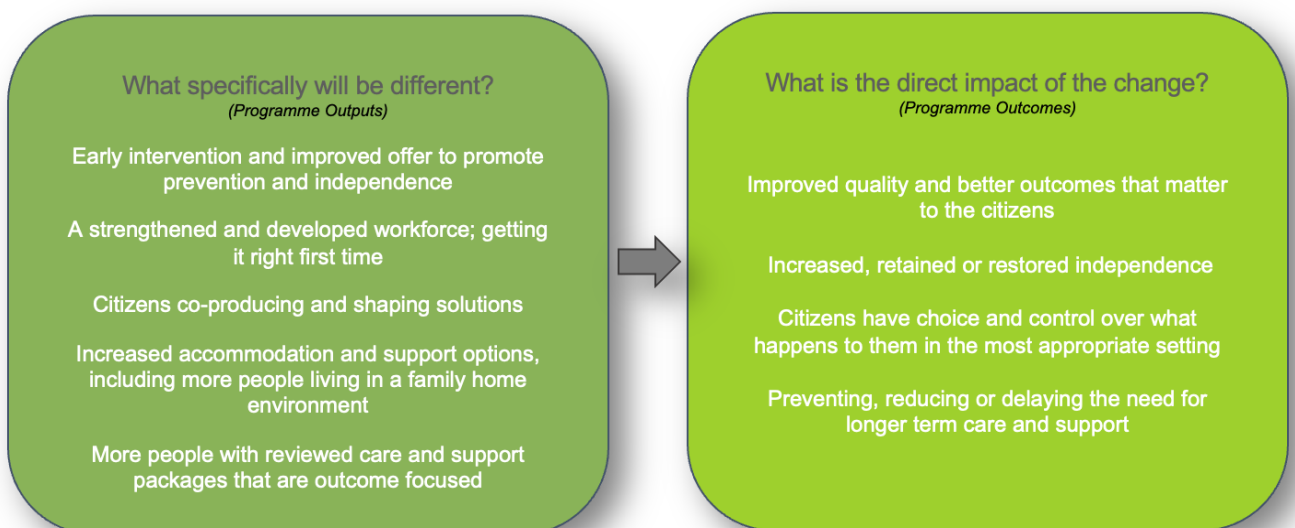 What specifically will be different?
(Programme Outputs)
Early intervention and improved offer to promote
prevention and independence
A strengthened and developed workforce; getting
it right first time
Citizens co-producing and shaping solutions
Increased accommodation and support options,
including more people living in a family home
environment
More people with reviewed care and support
packages that are outcome focused
What is the direct impact of the change?
(Programme Outcomes)
Improved quality and better outcomes that matter
to the citizens
Increased, retained or restored independence
Citizens have choice and control over what
happens to them in the most appropriate setting
Preventing, reducing or delaying the need for
longer term care and support